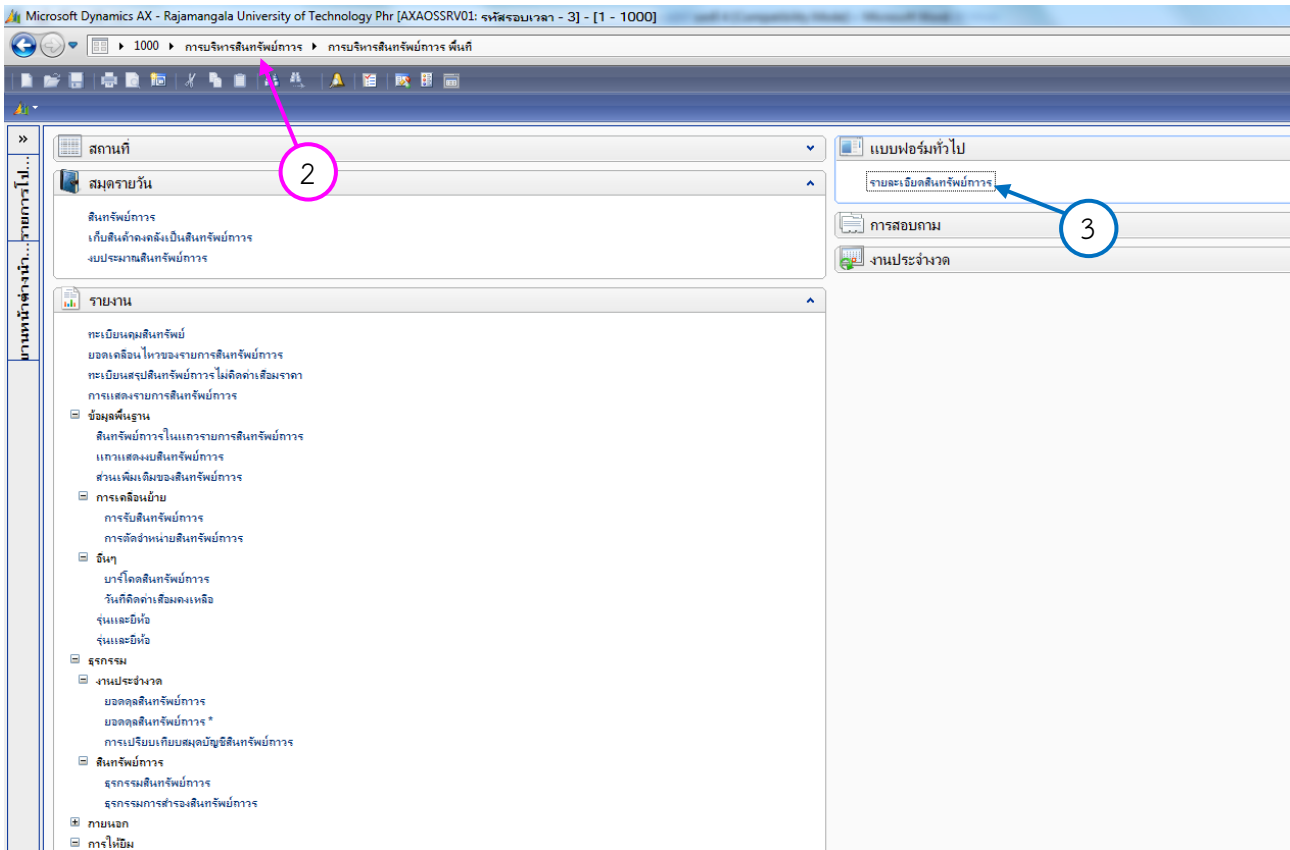 Microsoft Dynamics AX - Rajamangala University of Technology Phr [AXAOSSRV01: รหัสรอบเวลา - 3] - [1 - 1000]
1000 การบริหารสินทรัพย์ถาวร การบริหารสินทรัพย์ถาวร พื้นที่
สถานที่
2
สมุดรายวัน
สินทรัพย์ถาวร
เก็บสินค้าคงคลังเป็นสินทรัพย์ถาวร
งบประมาณสินทรัพย์ถาวร
รายงาน
ทะเบียนคุมสินทรัพย์
ยอดเคลื่อนไหวของรายการสินทรัพย์ถาวร
ทะเบียนสรุปสินทรัพย์ถาวรไม่คิดค่าเสื่อมราคา
การแสดงรายการสินทรัพย์ถาวร
ข้อมูลพื้นฐาน
สินทรัพย์ถาวรในแถวรายการสินทรัพย์ถาวร
แถวแสดงงบสินทรัพย์ถาวร
ส่วนเพิ่มเติมของสินทรัพย์ถาวร
การเคลื่อนย้าย
การรับสินทรัพย์ถาวร
การตัดจำหน่ายสินทรัพย์ถาวร
อื่นๆ
บาร์โคดสินทรัพย์ถาวร
วันที่คิดค่าเสื่อมคงเหลือ
รุ่นและยี่ห้อ
รุ่นและยี่ห้อ
ธุรกรรม
งานประจำงวด
ยอดดุลสินทรัพย์ถาวร
ยอดดุลสินทรัพย์ถาวร *
การเปรียบเทียบสมุดบัญชีสินทรัพย์ถาวร
สินทรัพย์ถาวร
ธุรกรรมสินทรัพย์ถาวร
ธุรกรรมการสำรองสินทรัพย์ถาวร
ภายนอก
การให้ยืม
แบบฟอร์มทั่วไป
รายละเอียดสินทรัพย์ถาวร
3
การสอบถาม
งานประจำงวด
รายการโป...